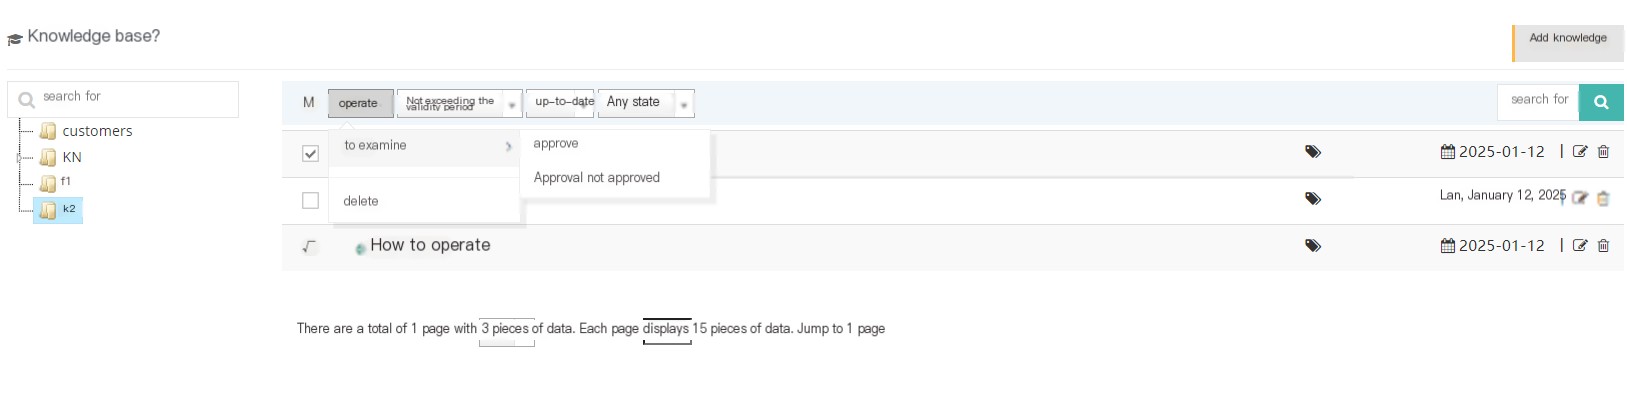 Knowledge base?
Add knowledge
search for
customers
KN
f1
k2
M operate Not exceeding the validity period up-to-date Any state search for
to examine
approve
Approval not approved
delete
2025-01-12 |
Lan, January 12, 2025
How to operate 2025-01-12 |
There are a total of 1 page with 3 pieces of data. Each page displays 15 pieces of data. Jump to 1 page